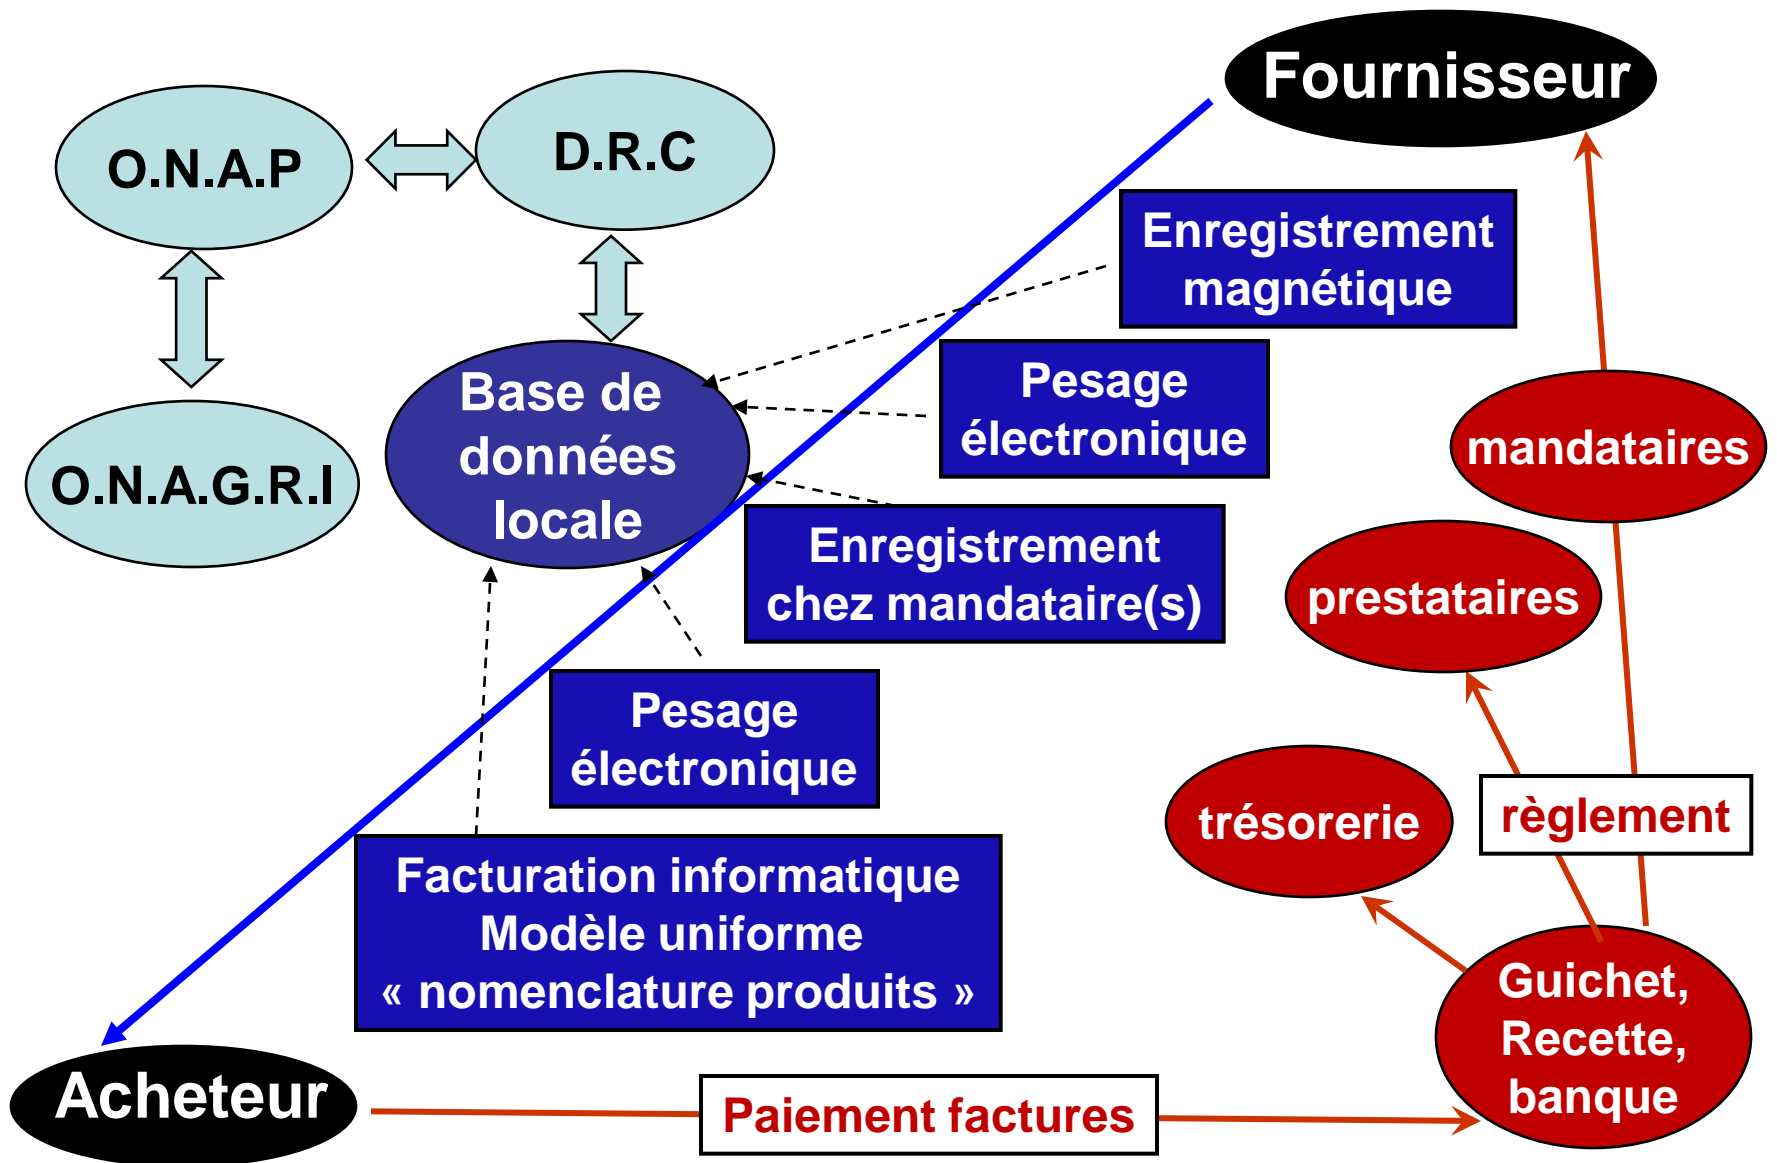 Fournisseur
O.N.A.P
D.R.C
Enregistrement
magnétique
Base de
données
locale
Pesage
électronique
mandataires
O.N.A.G.R.I
Enregistrement
chez mandataire(s)
prestataires
Pesage
électronique
trésorerie
règlement
Facturation informatique
Modèle uniforme
« nomenclature produits »
Guichet,
Recette,
banque
Acheteur
Paiement factures